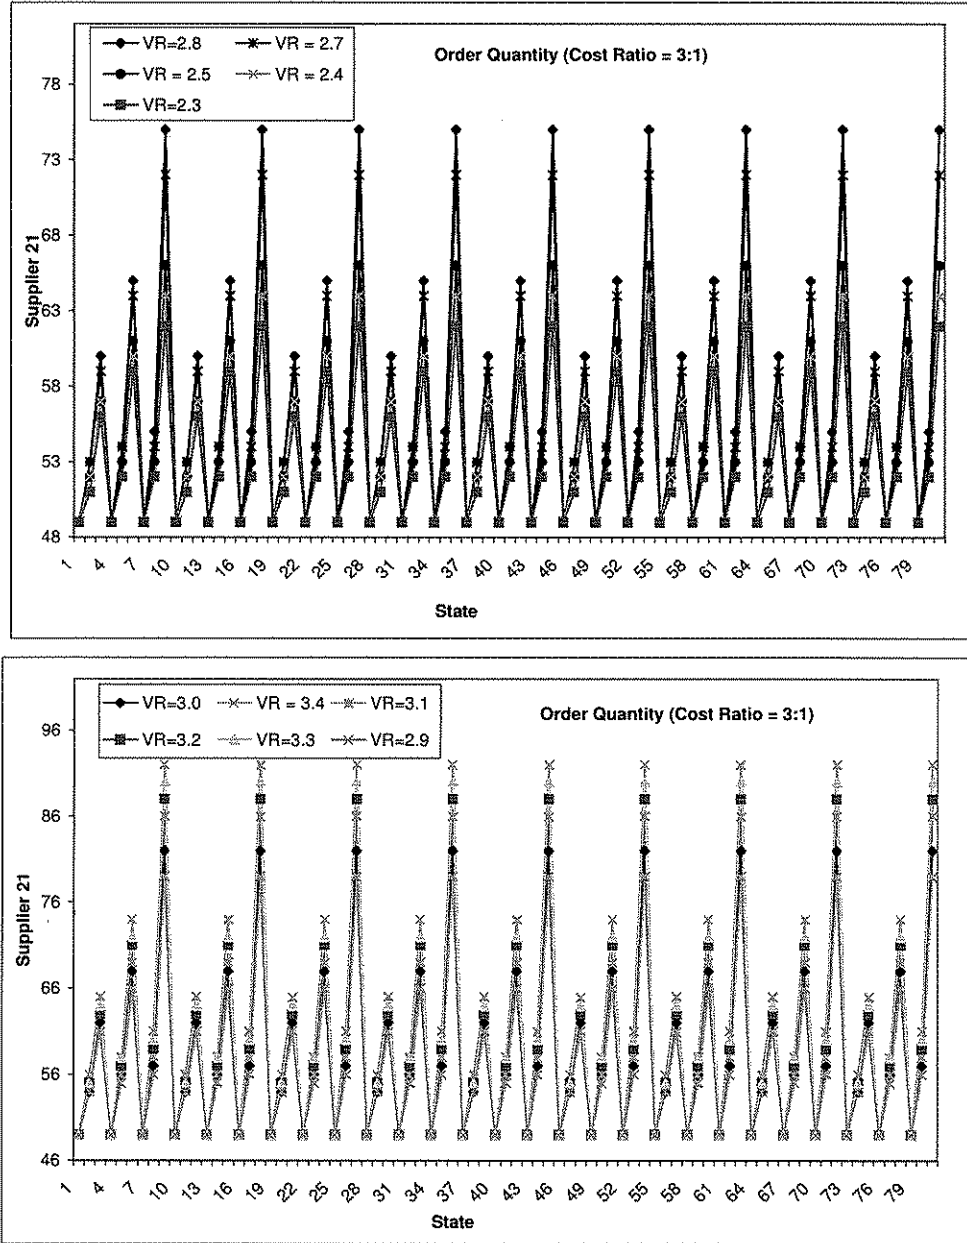 VR=2.8 VR = 2.7
Order Quantity (Cost Ratio = 3:1)
VR = 2.5 VR = 2.4
VR=2.3
78
73
68
63
58
53
48
Supplier 21
1 4 7 10 13 16 19 22 25 28 31 34 37 40 43 46 49 52 55 58 61 64 67 70 73 76 79
State
VR=3.0 VR = 3.4 VR=3.1
Order Quantity (Cost Ratio = 3:1)
VR=3.2 VR=3.3 VR=2.9
96
86
76
66
56
46
Supplier 21
1 4 7 10 13 16 19 22 25 28 31 34 37 40 43 46 49 52 55 58 61 64 67 70 73 76 79
State